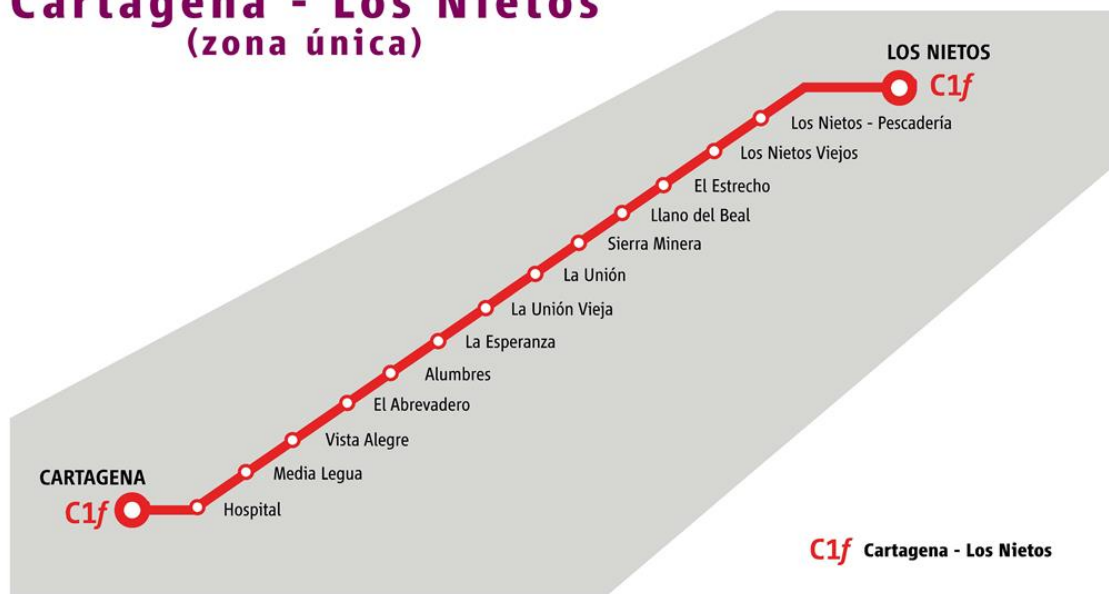 Cartagena - Los Nietos
(zona única)
LOS NIETOS
C1f
Los Nietos - Pescadería
Los Nietos Viejos
El Estrecho
Llano del Beal
Sierra Minera
La Unión
La Unión Vieja
La Esperanza
Alumbres
El Abrevadero
Vista Alegre
Media Legua
Hospital
CARTAGENA
C1f
C1f Cartagena - Los Nietos